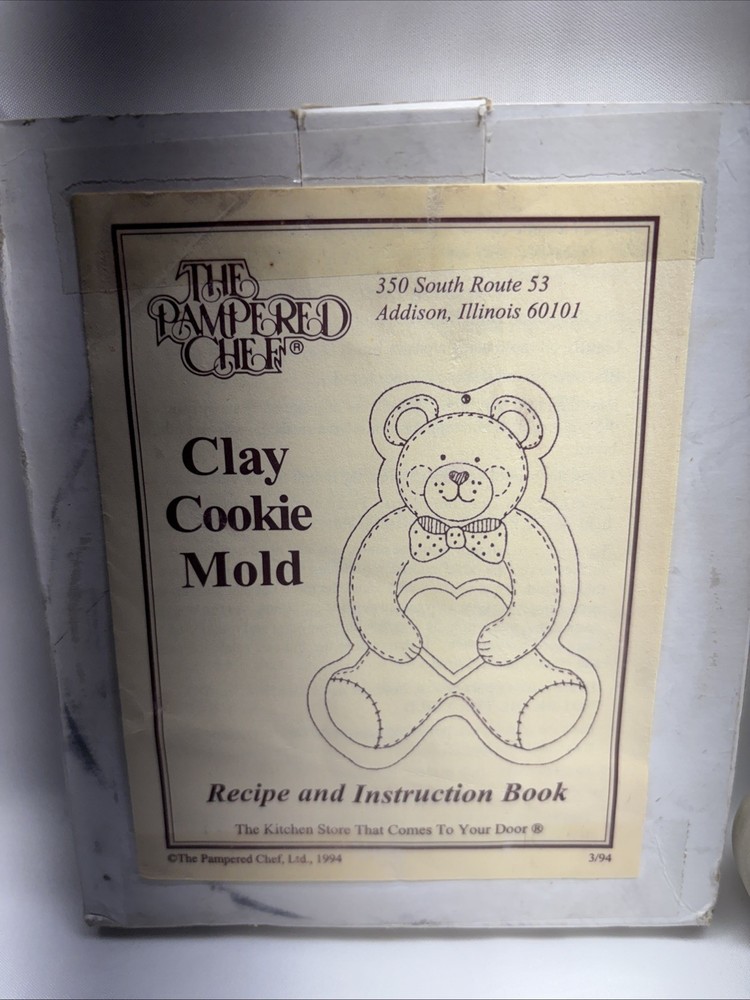 THE
PAMPERED
CHEF®
350 South Route 53
Addison, Illinois 60101
Clay
Cookie
Mold
Recipe and Instruction Book
The Kitchen Store That Comes To Your Door ®
©The Pampered Chef, Ltd., 1994
3/94